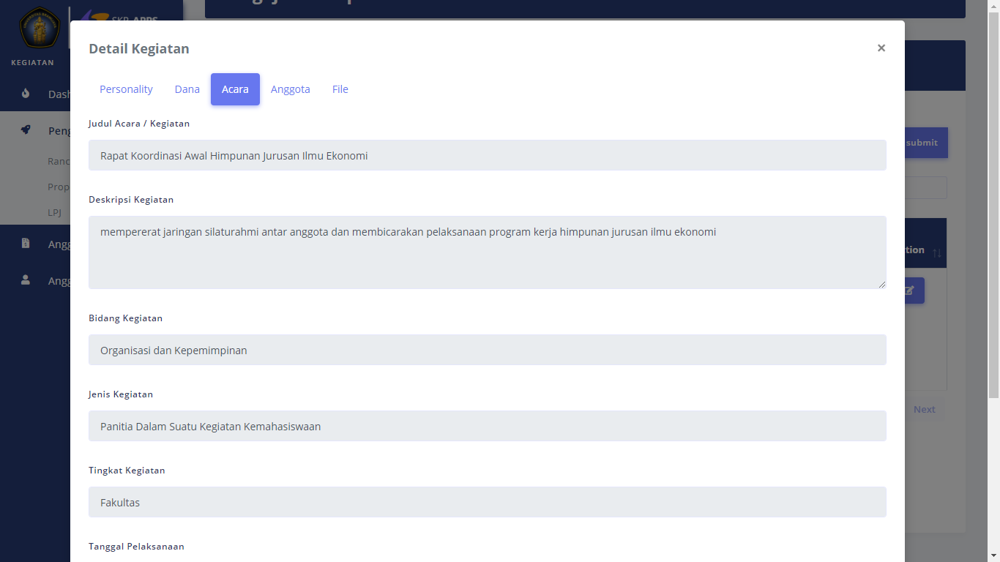 SKP APPS
KEGIATAN
Detail Kegiatan
×
Personality
Dana
Acara
Anggota
File
Judul Acara / Kegiatan
Rapat Koordinasi Awal Himpunan Jurusan Ilmu Ekonomi
Deskripsi Kegiatan
mempererat jaringan silaturahmi antar anggota dan membicarakan pelaksanaan program kerja himpunan jurusan ilmu ekonomi
Bidang Kegiatan
Organisasi dan Kepemimpinan
Jenis Kegiatan
Panitia Dalam Suatu Kegiatan Kemahasiswaan
Tingkat Kegiatan
Fakultas
Tanggal Pelaksanaan
Dash
Peng
Ranc
Prop
LPJ
Angg
Angg
submit
tion
Next